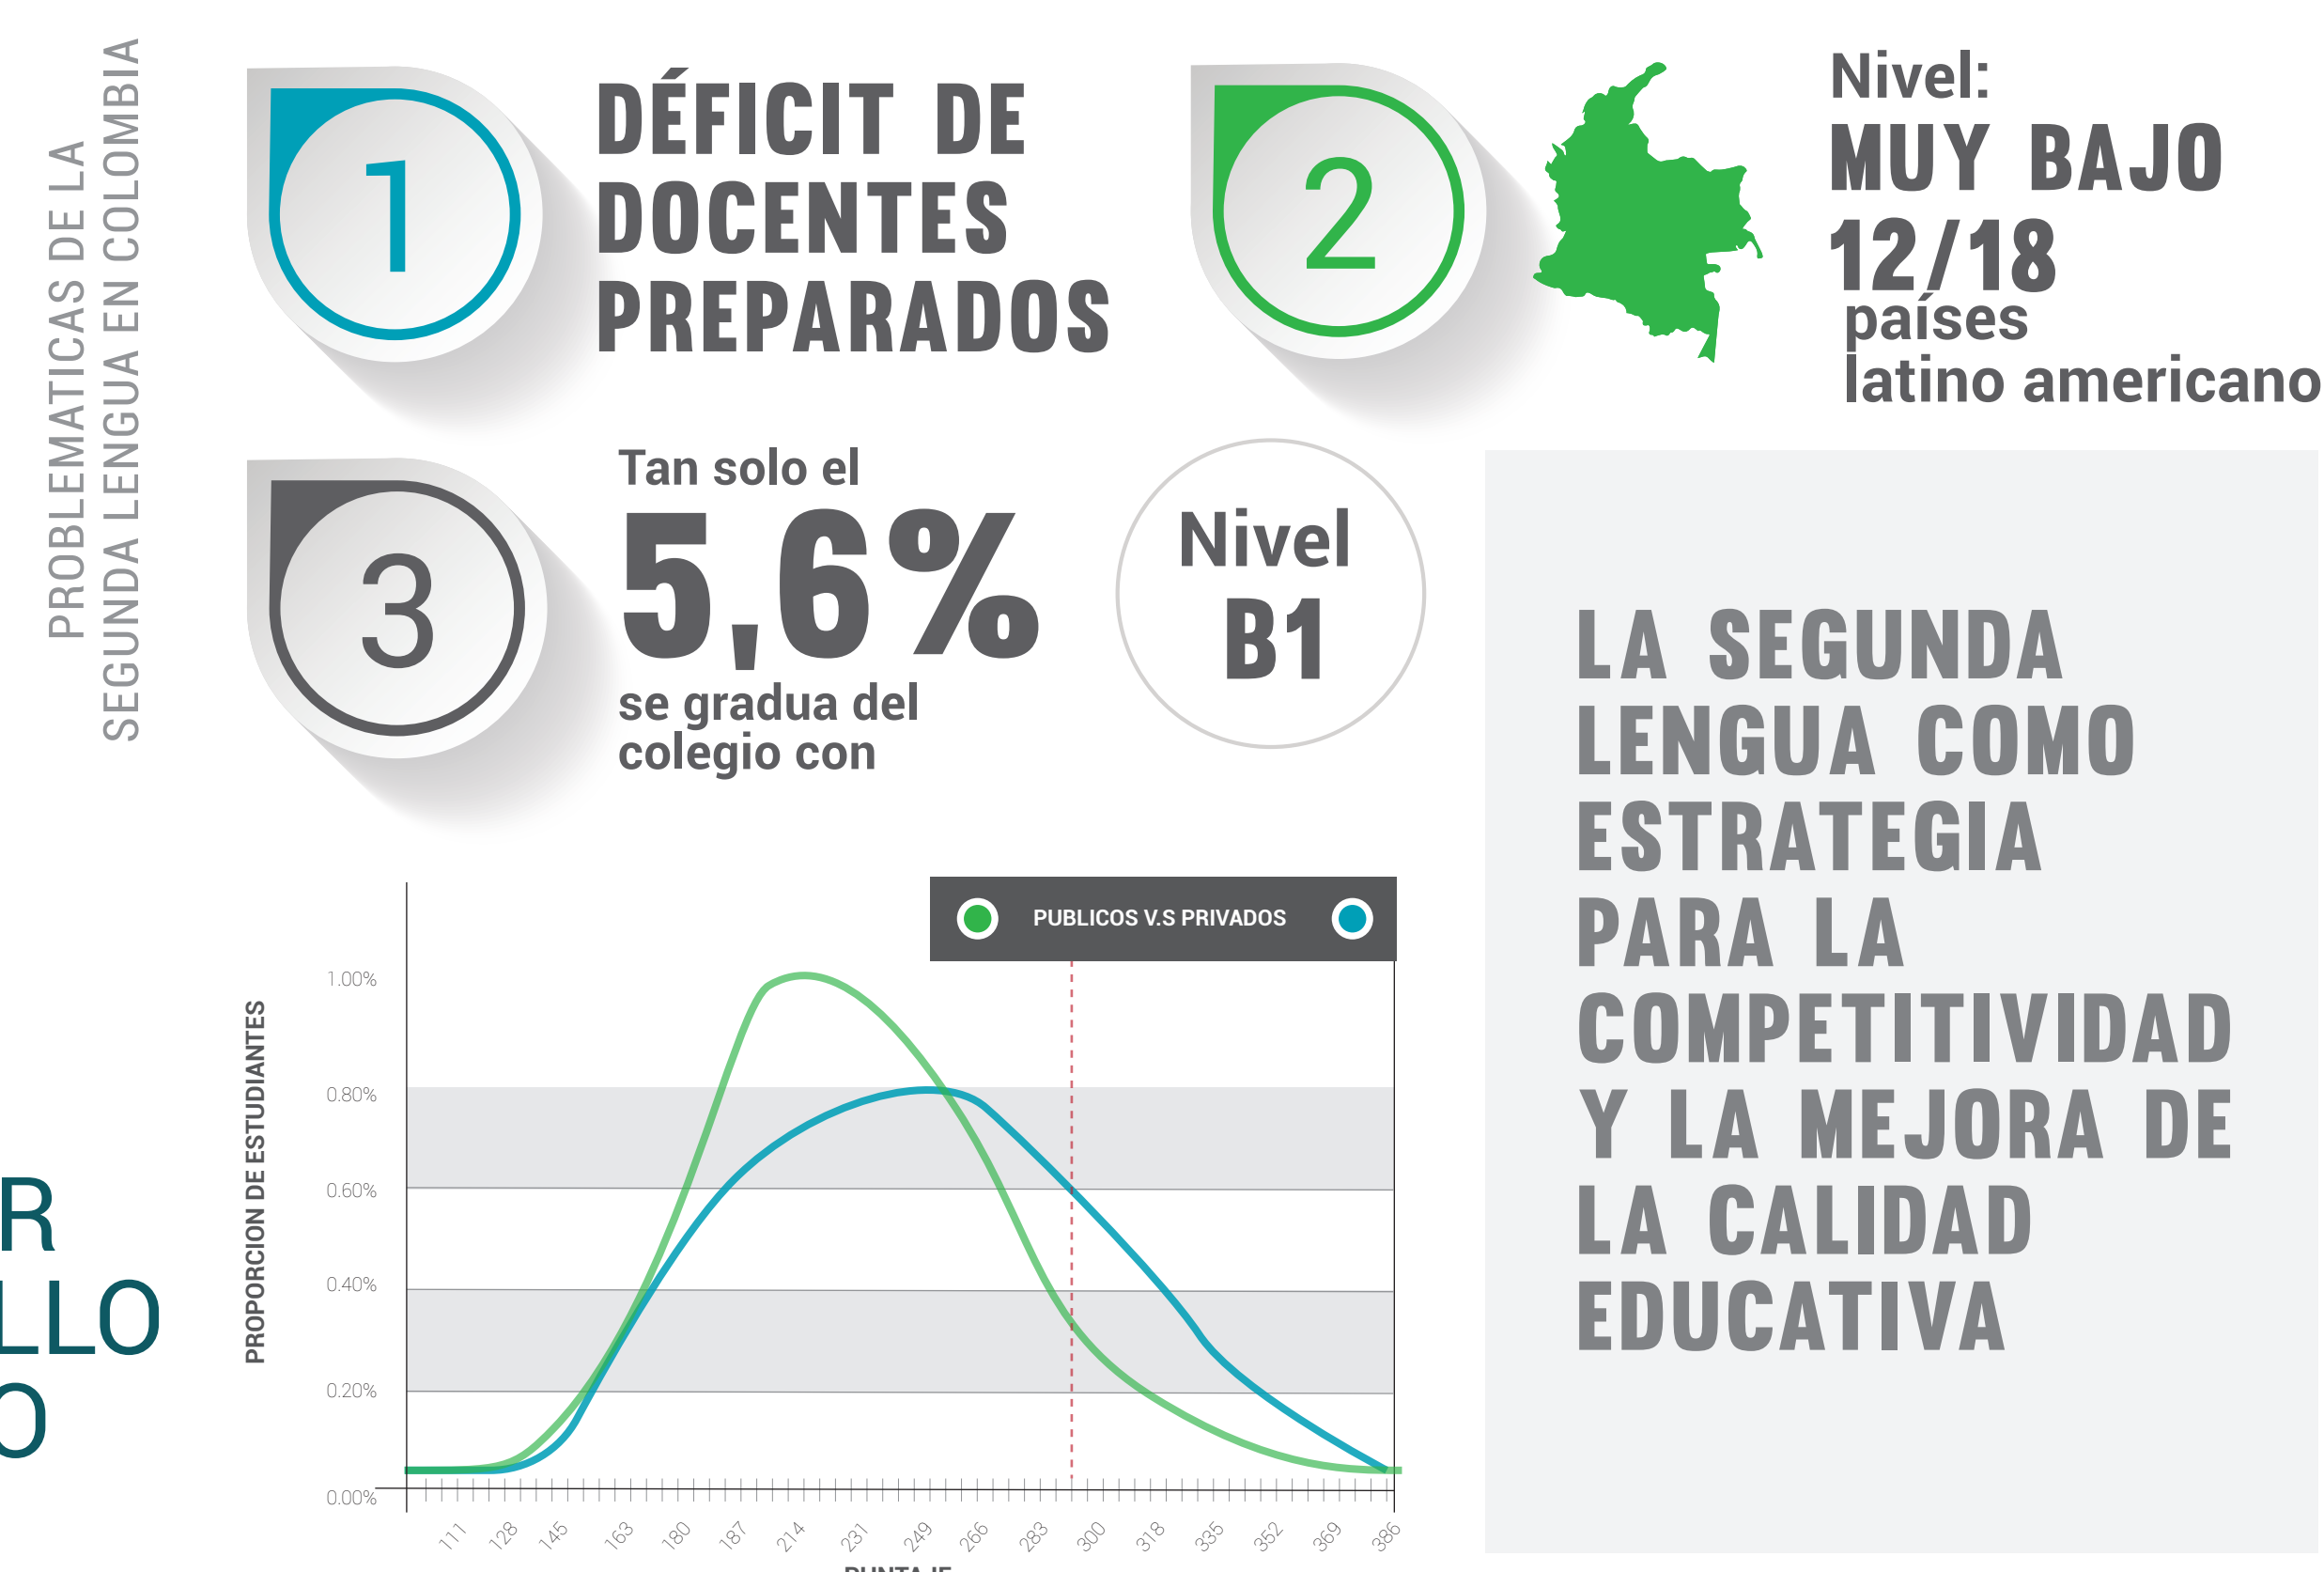 PROBLEMATICAS DE LA
SEGUNDA LENGUA EN COLOMBIA
1
DÉFICIT DE
DOCENTES
PREPARADOS
2
Nivel:
MUY BAJO
12/18
países
latino americano
3
Tan solo el
5,6%
se gradua del
colegio con
Nivel
B1
LA SEGUNDA
LENGUA COMO
ESTRATEGIA
PARA LA
COMPETITIVIDAD
Y LA MEJORA DE
LA CALIDAD
EDUCATIVA
PUBLICOS V.S PRIVADOS
PROPORCION DE ESTUDIANTES
1.00%
0.80%
0.60%
0.40%
0.20%
0.00%
111 128 145 163 180 187 214 231 249 266 283 300 318 335 352 369 386
PUNTAJE
R
LLO
O